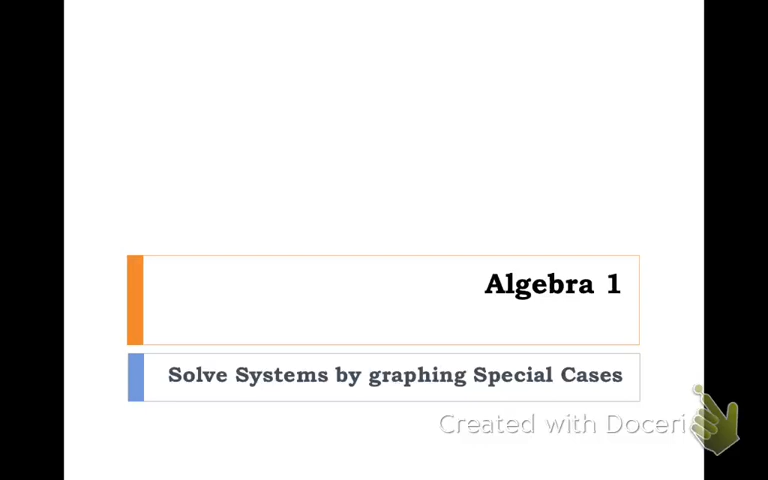 Algebra 1
Solve Systems by graphing Special Cases
Created with Doceri